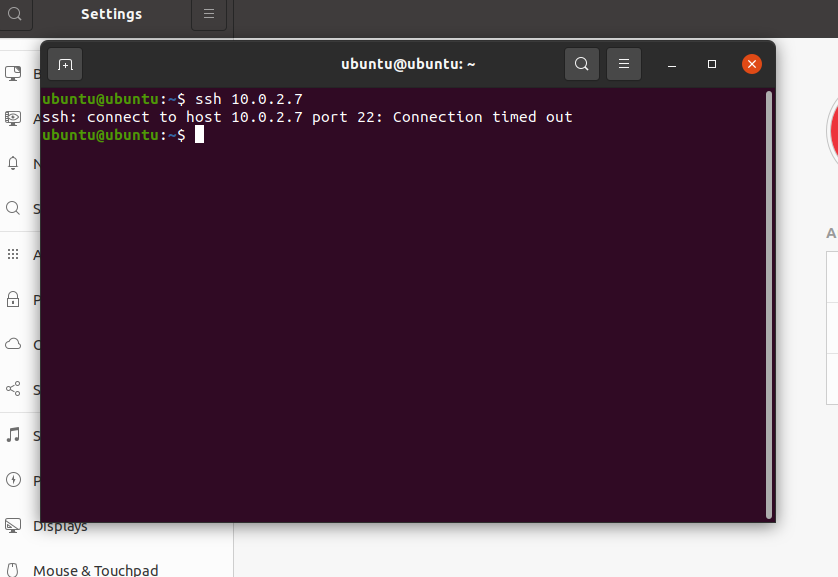 Settings
ubuntu@ubuntu: ~
ubuntu@ubuntu:~$ ssh 10.0.2.7
ssh: connect to host 10.0.2.7 port 22: Connection timed out
ubuntu@ubuntu:~$
Displays
Mouse & Touchpad